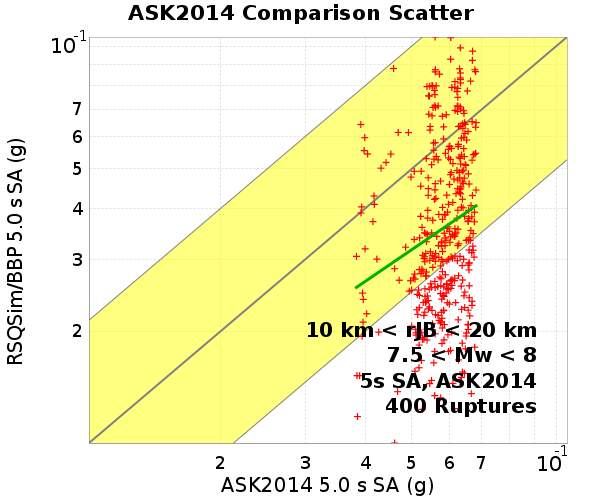 ASK2014 Comparison Scatter
10⁻¹
7
6
5
4
3
2
RSQSim/BBP 5.0 s SA (g)
10 km < rJB < 20 km
7.5 < Mw < 8
5s SA, ASK2014
400 Ruptures
2 3 4 5 6 7 10⁻¹
ASK2014 5.0 s SA (g)